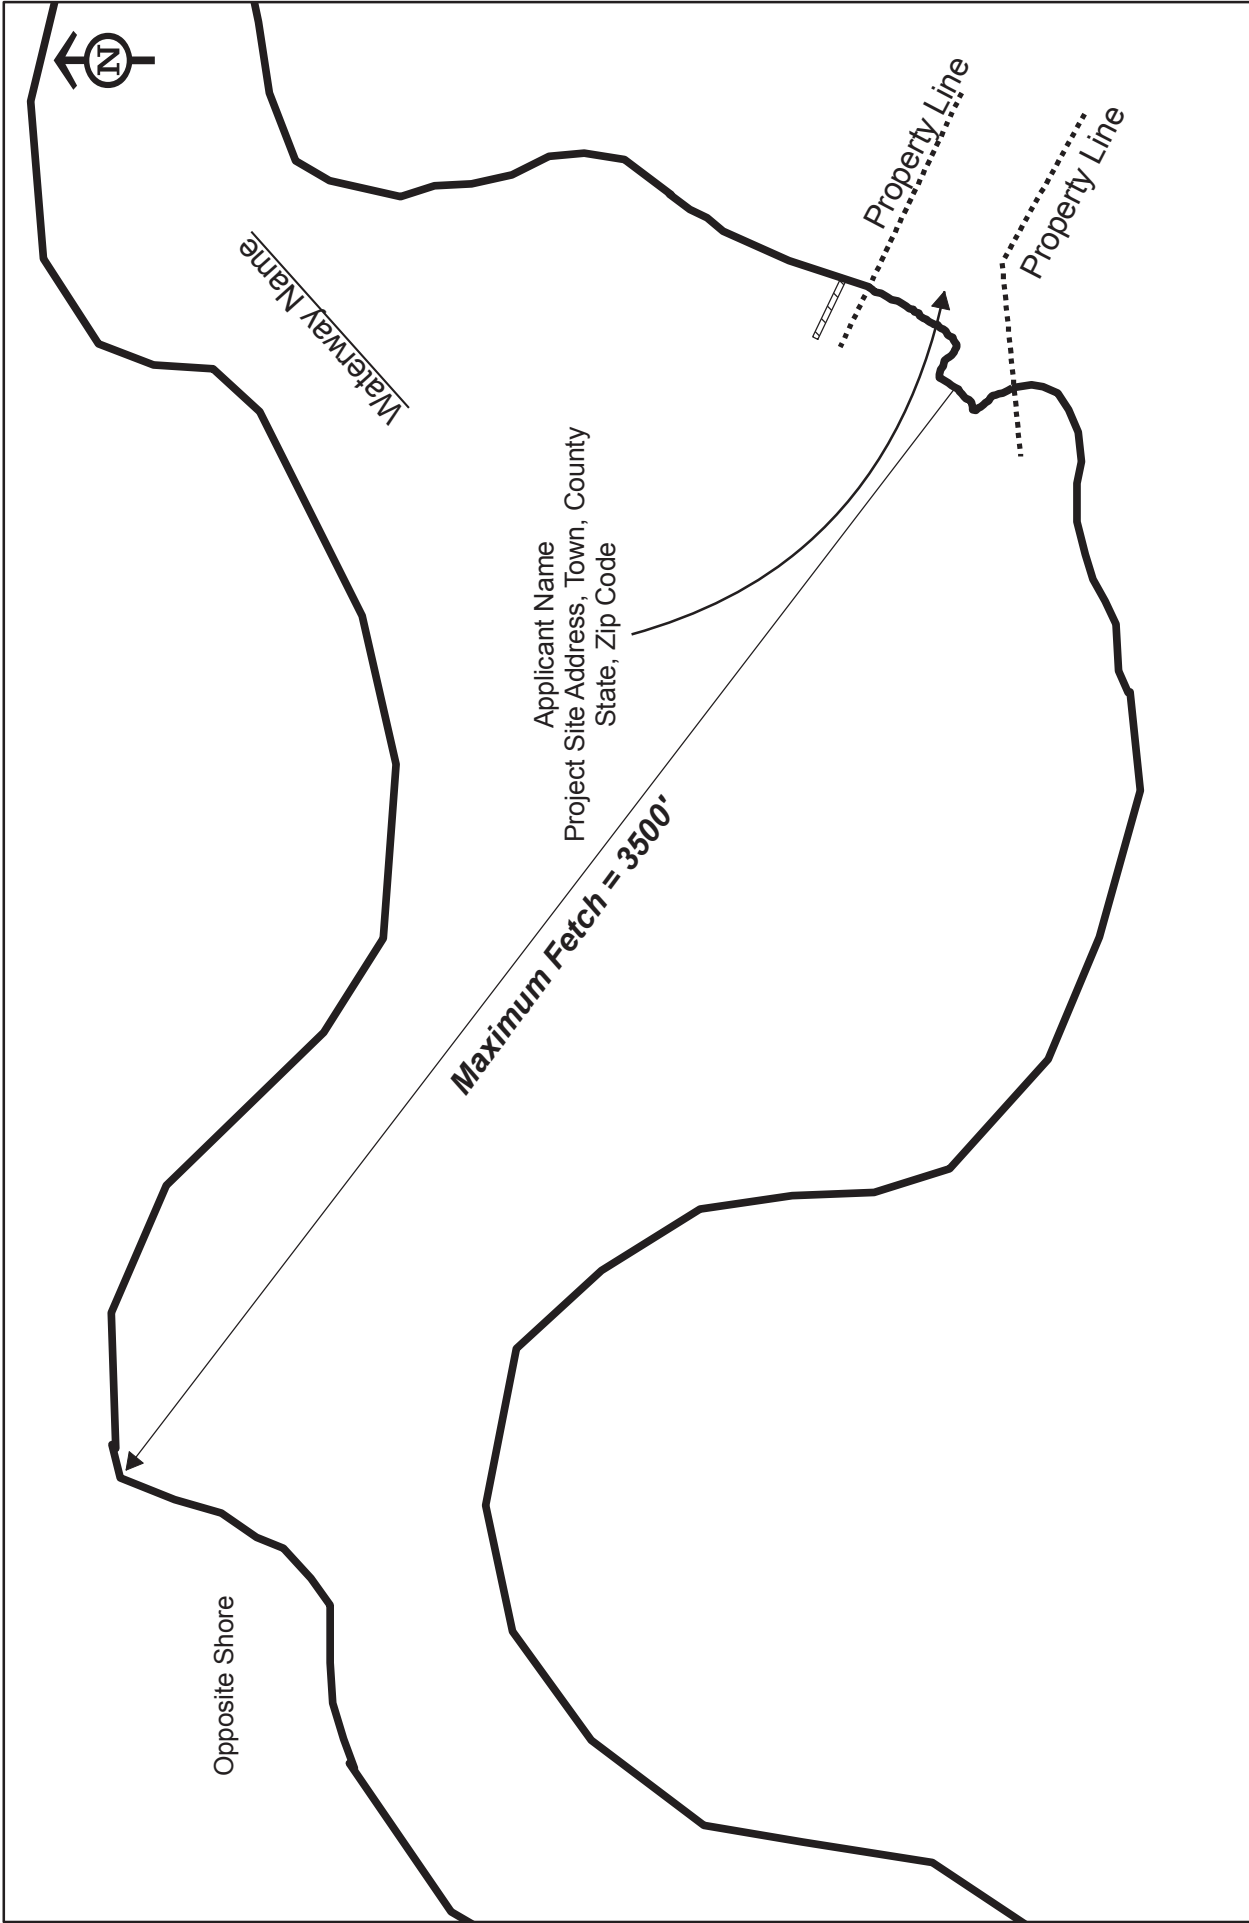 N
Waterway Name
Property Line
Property Line
Applicant Name
Project Site Address, Town, County
State, Zip Code
Maximum Fetch = 3500'
Opposite Shore